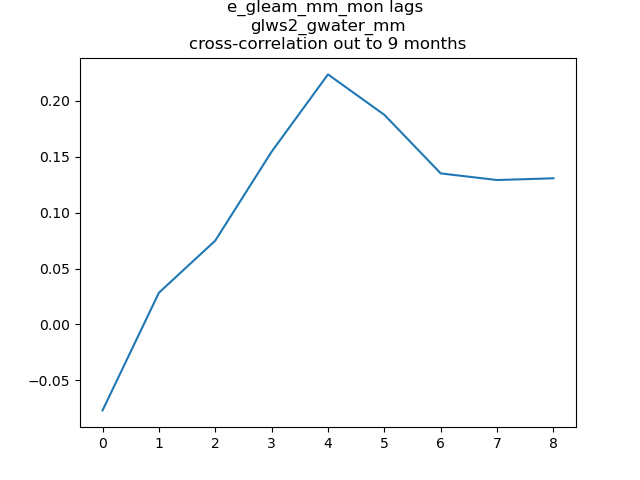 e_gleam_mm_mon lags
glws2_gwater_mm
cross-correlation out to 9 months
0.20
0.15
0.10
0.05
0.00
−0.05
0 1 2 3 4 5 6 7 8